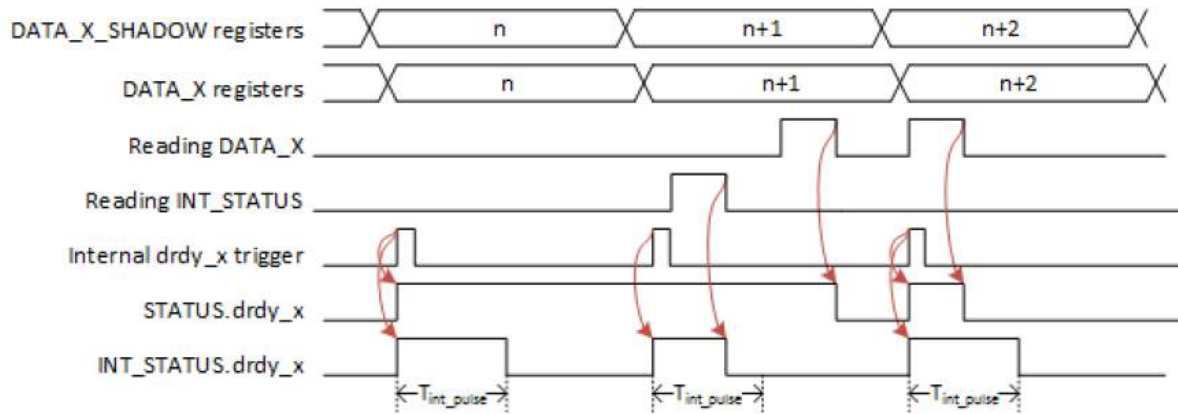 DATA_X_SHADOW registers n n+1 n+2
DATA_X registers n n+1 n+2
Reading DATA_X
Reading INT_STATUS
Internal drdy_x trigger
STATUS.drdy_x
INT_STATUS.drdy_x
Tint_pulse Tint_pulse Tint_pulse